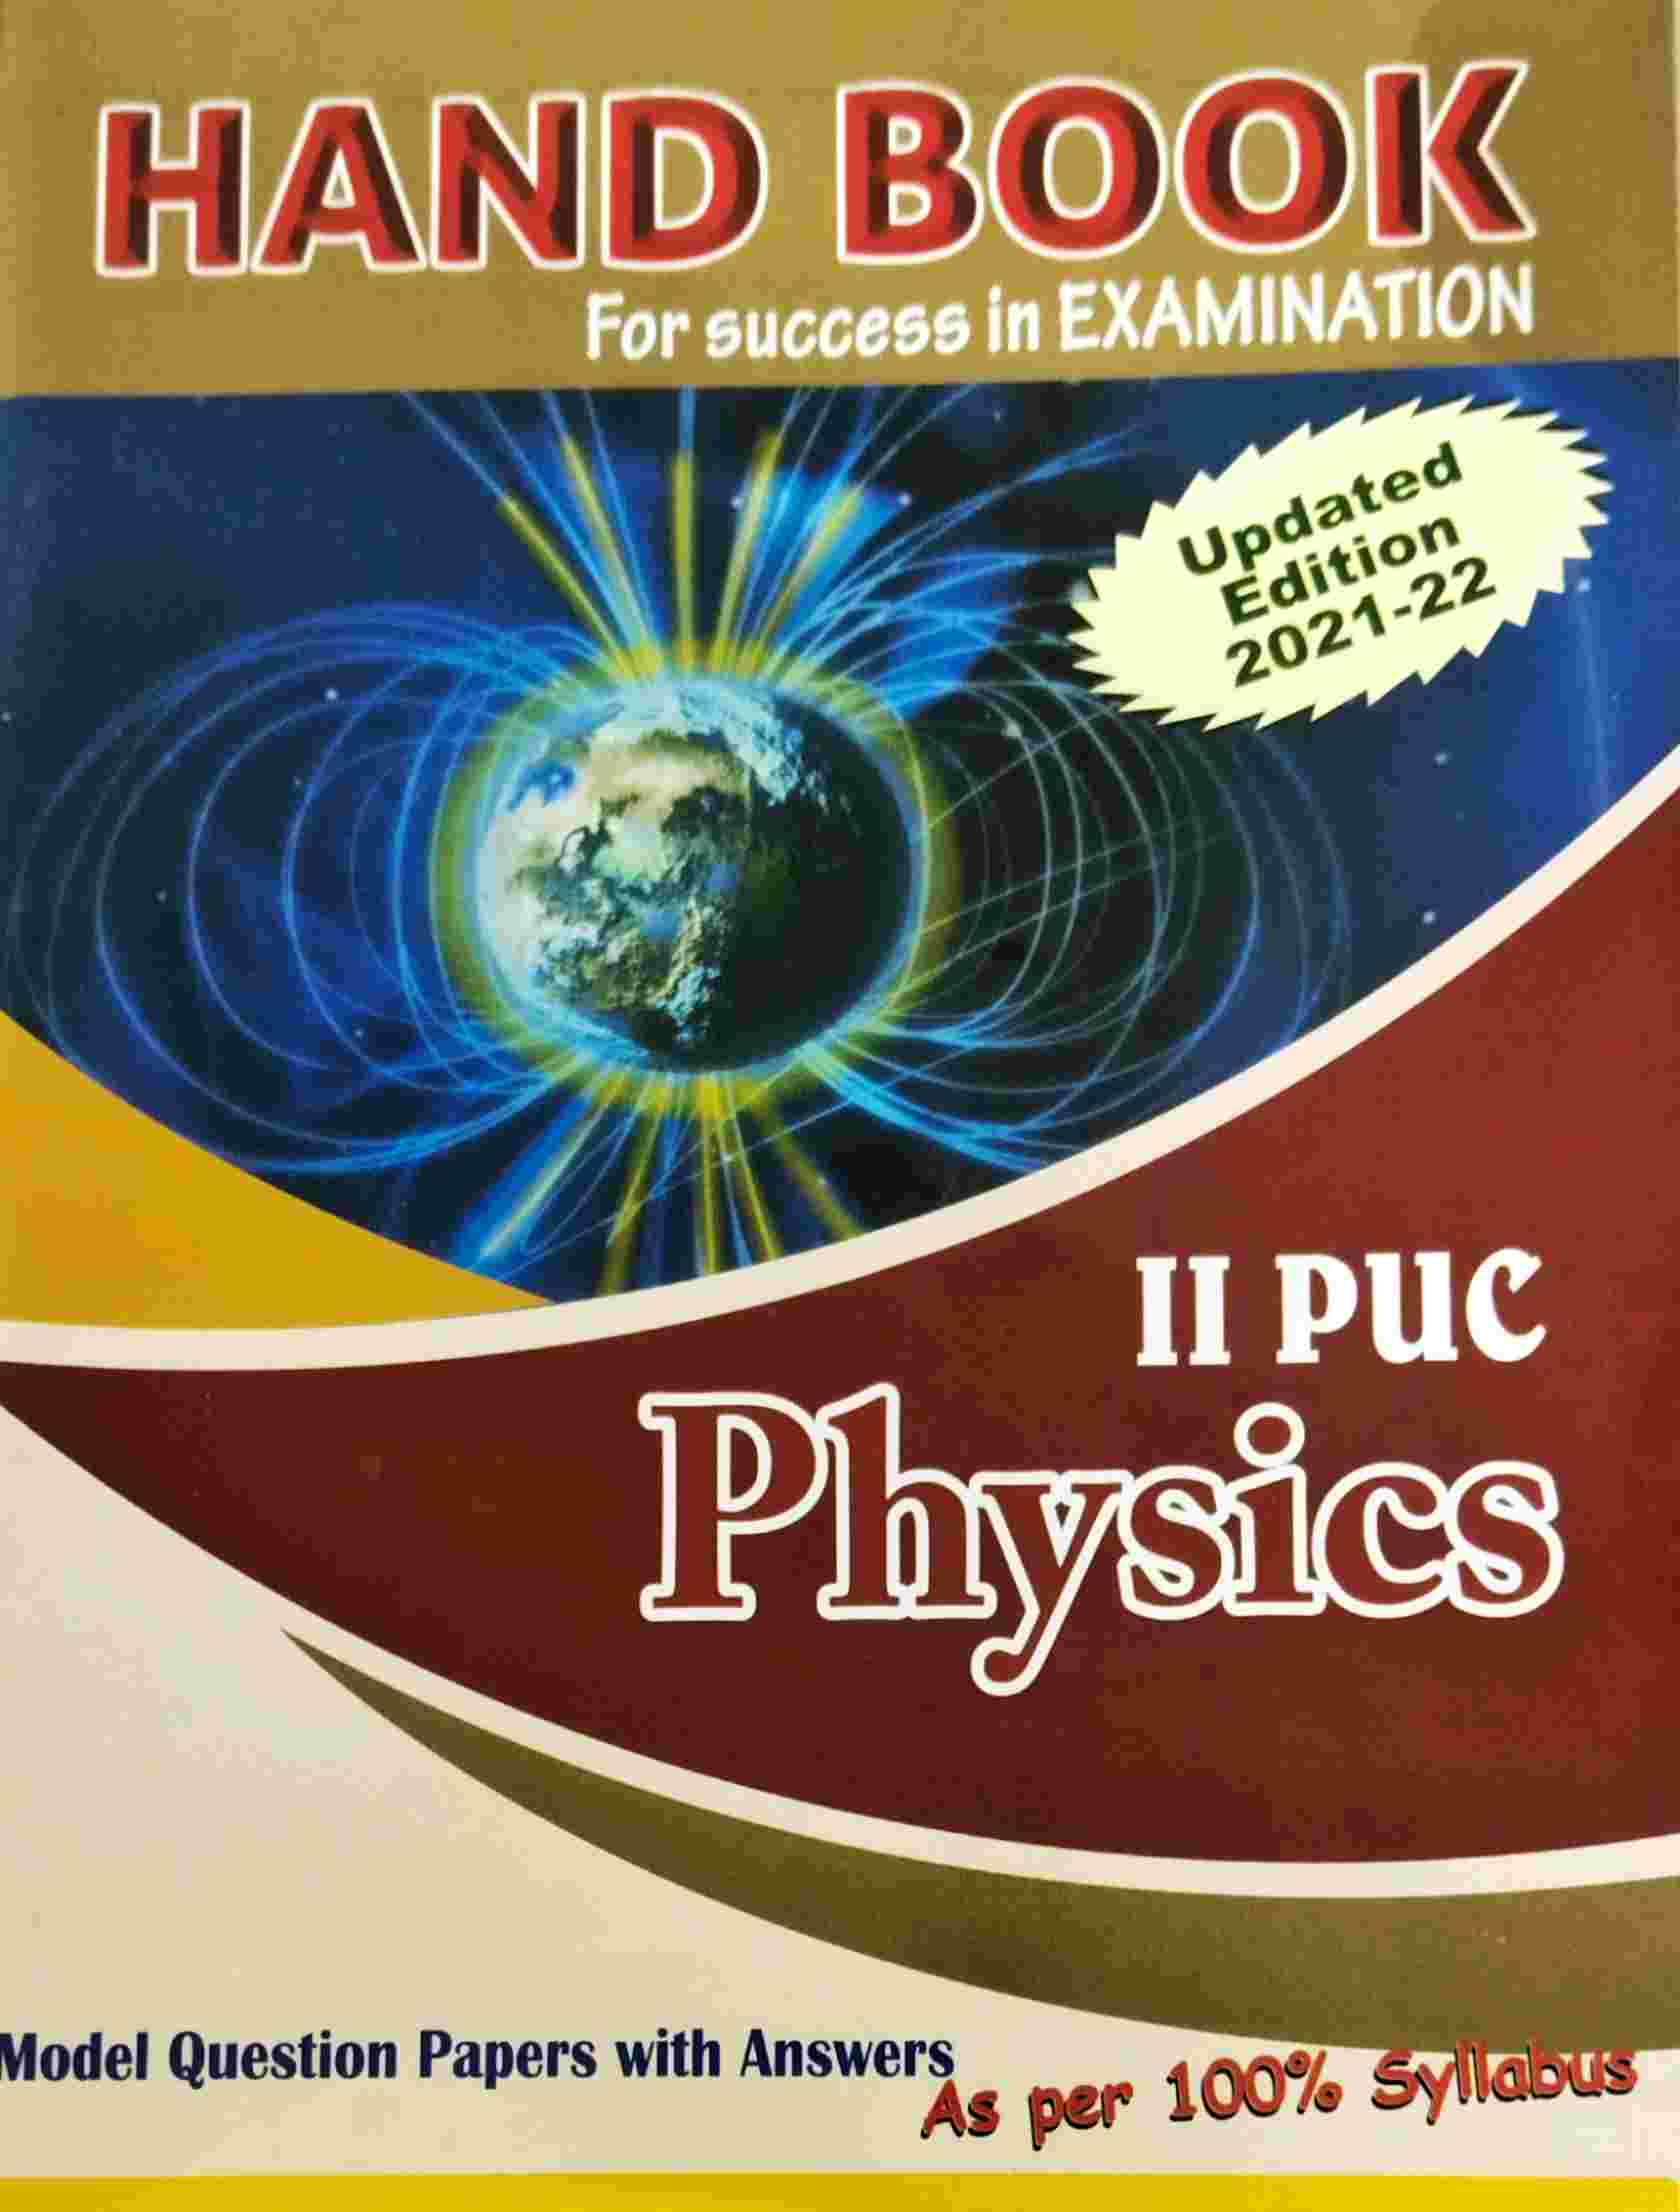 HAND BOOK
For success in EXAMINATION
Updated
Edition
2021-22
II PUC
Physics
Model Question Papers with Answers
As per 100% Syllabus